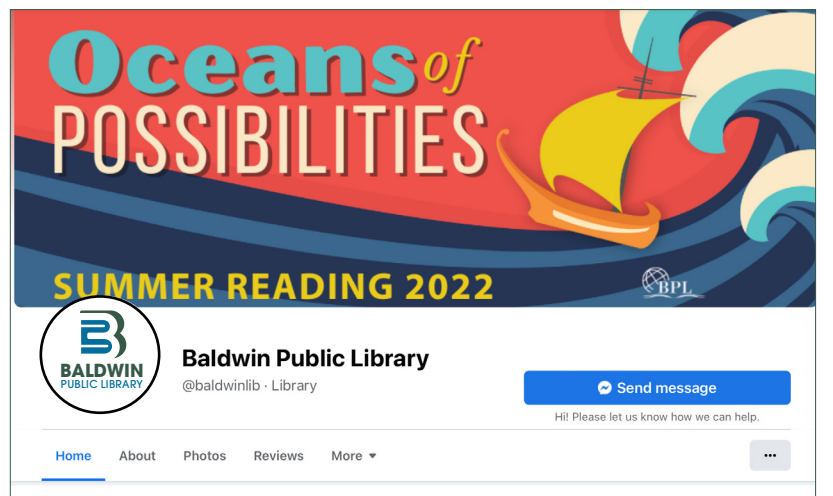 Oceans of
POSSIBILITIES
SUMMER READING 2022
BPL
BALDWIN
PUBLIC LIBRARY
Baldwin Public Library
@baldwinlib · Library
Send message
Hi! Please let us know how we can help.
Home About Photos Reviews More